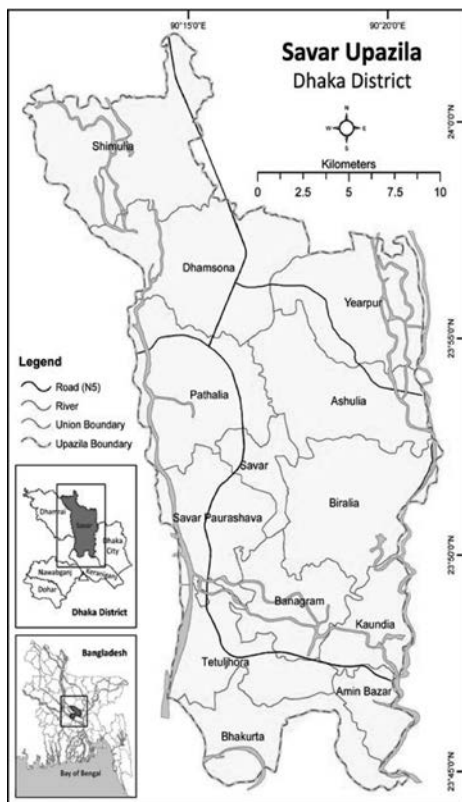 90°15'0"E
90°20'0"E
Savar Upazila
Dhaka District
N
W
E
S
Kilometers
0 2.5 5 7.5 10
24°0'0"N
Shimulia
Dhamsona
Yearpur
23°55'0"N
Legend
Road (N5)
River
Union Boundary
Upazila Boundary
Pathalia
Ashulia
Savar
Biralia
Savar Paurashava
23°50'0"N
Dhamrai
Savar
Dhaka
City
Nawabganj
Keraniganj
Dohar
Dhaka District
Banagram
Kaundia
Tetuljhora
Amin Bazar
Bhakurta
23°45'0"N
Bangladesh
Bay of Bengal